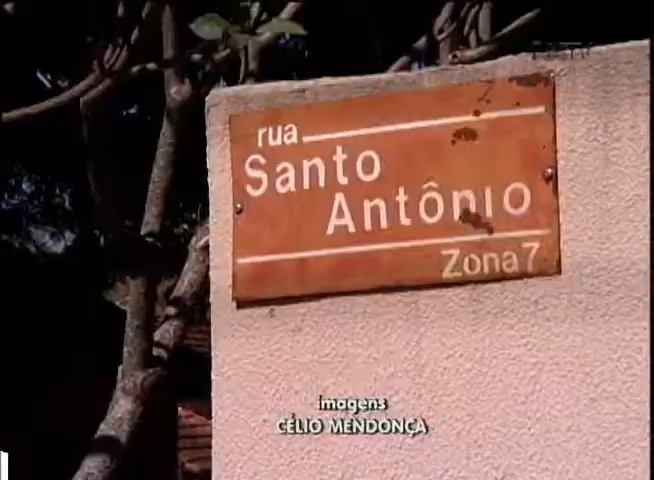 rua
Santo
Antônio
Zona 7
imagens
CÉLIO MENDONÇA